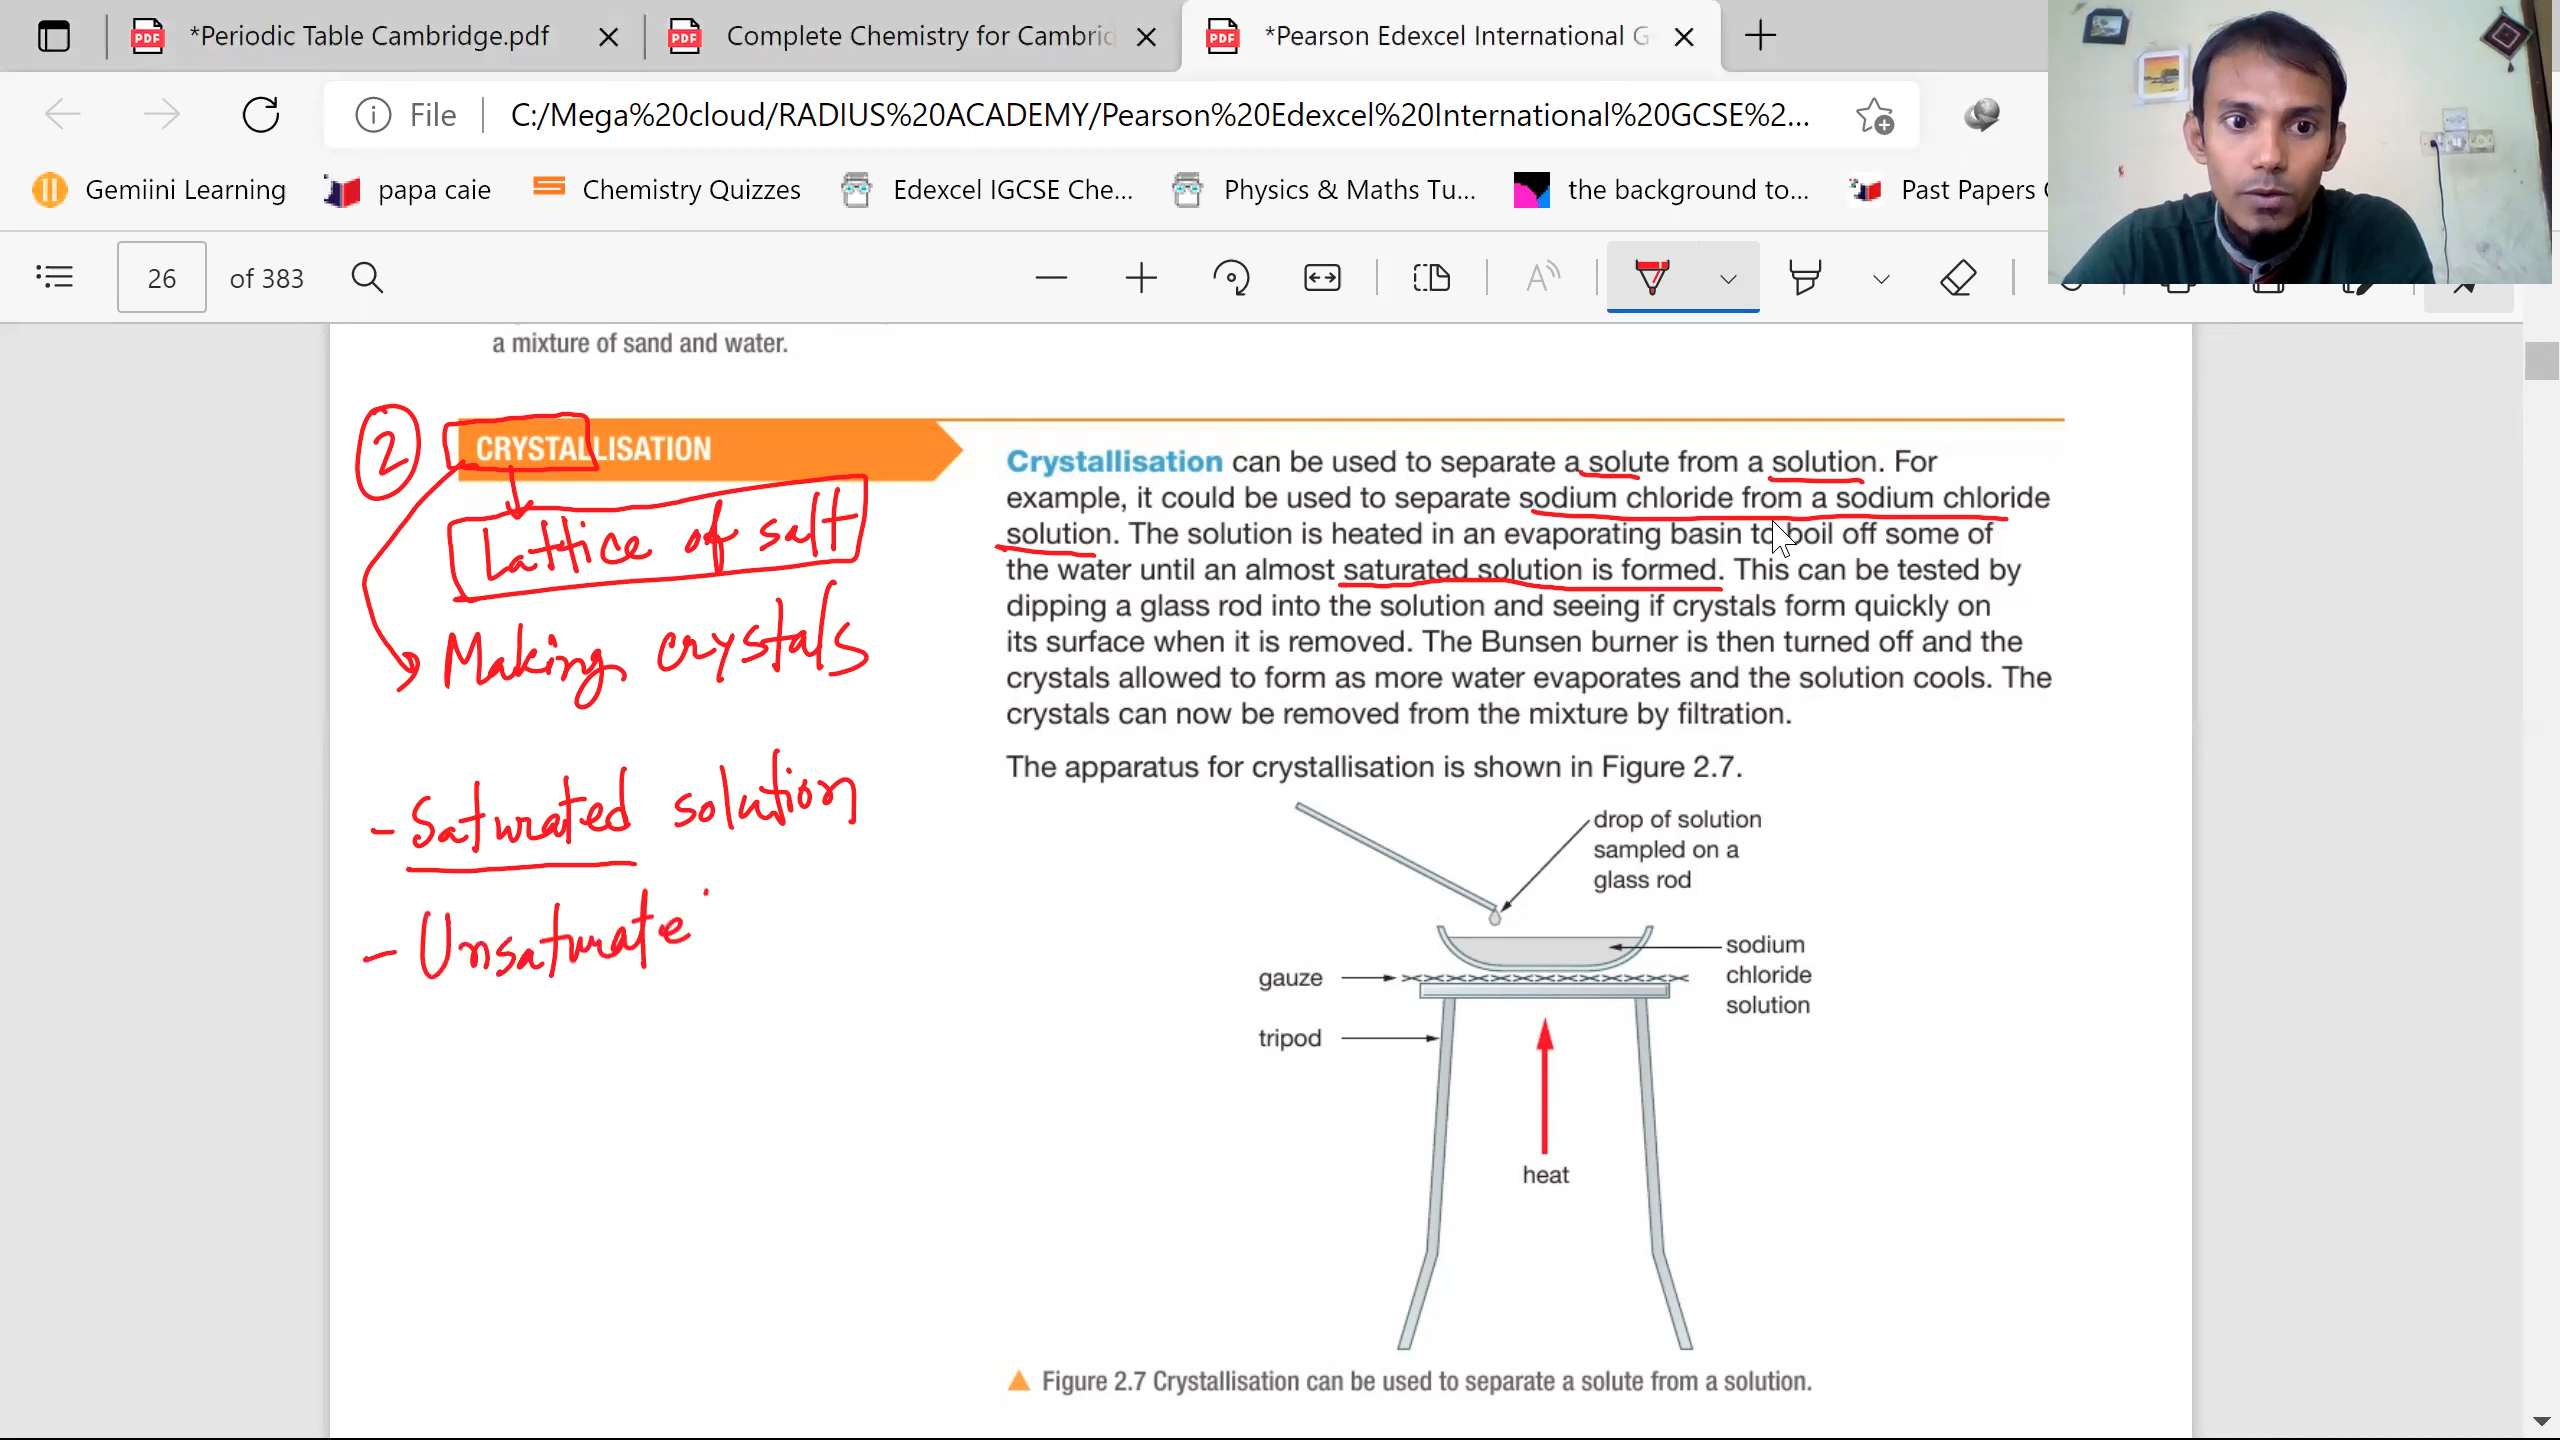 *Periodic Table Cambridge.pdf
Complete Chemistry for Cambrid
*Pearson Edexcel International G
File
C:/Mega%20cloud/RADIUS%20ACADEMY/Pearson%20Edexcel%20International%20GCSE%2...
Gemiini Learning
papa caie
Chemistry Quizzes
Edexcel IGCSE Che...
Physics & Maths Tu...
the background to...
Past Papers
26 of 383
a mixture of sand and water.
2
CRYSTALLISATION
Lattice of salt
Making crystals
- Saturated solution
- Unsaturate
Crystallisation can be used to separate a solute from a solution. For
example, it could be used to separate sodium chloride from a sodium chloride
solution. The solution is heated in an evaporating basin to boil off some of
the water until an almost saturated solution is formed. This can be tested by
dipping a glass rod into the solution and seeing if crystals form quickly on
its surface when it is removed. The Bunsen burner is then turned off and the
crystals allowed to form as more water evaporates and the solution cools. The
crystals can now be removed from the mixture by filtration.
The apparatus for crystallisation is shown in Figure 2.7.
drop of solution
sampled on a
glass rod
sodium
chloride
solution
gauze
tripod
heat
Figure 2.7 Crystallisation can be used to separate a solute from a solution.